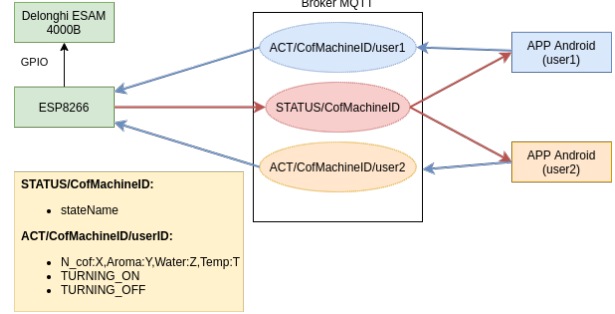 Broker MQTT
Delonghi ESAM
4000B
GPIO
ESP8266
ACT/CofMachineID/user1
STATUS/CofMachineID
ACT/CofMachineID/user2
APP Android
(user1)
APP Android
(user2)
STATUS/CofMachineID:
• stateName
ACT/CofMachineID/userID:
• N_cof:X,Aroma:Y,Water:Z,Temp:T
• TURNING_ON
• TURNING_OFF